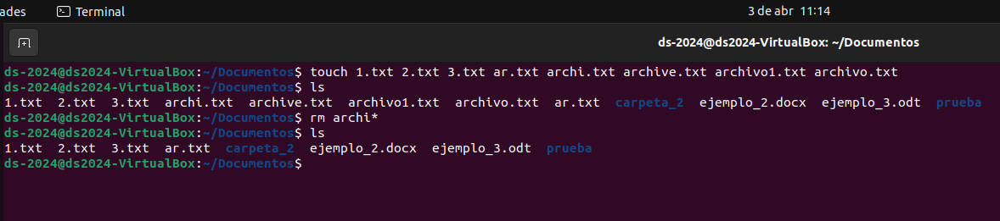 ades Terminal 3 de abr 11:14
ds-2024@ds2024-VirtualBox: ~/Documentos
ds-2024@ds2024-VirtualBox:~/Documentos$ touch 1.txt 2.txt 3.txt ar.txt archi.txt archive.txt archivo1.txt archivo.txt
ds-2024@ds2024-VirtualBox:~/Documentos$ ls
1.txt 2.txt 3.txt archi.txt archive.txt archivo1.txt archivo.txt ar.txt carpeta_2 ejemplo_2.docx ejemplo_3.odt prueba
ds-2024@ds2024-VirtualBox:~/Documentos$ rm archi*
ds-2024@ds2024-VirtualBox:~/Documentos$ ls
1.txt 2.txt 3.txt ar.txt carpeta_2 ejemplo_2.docx ejemplo_3.odt prueba
ds-2024@ds2024-VirtualBox:~/Documentos$